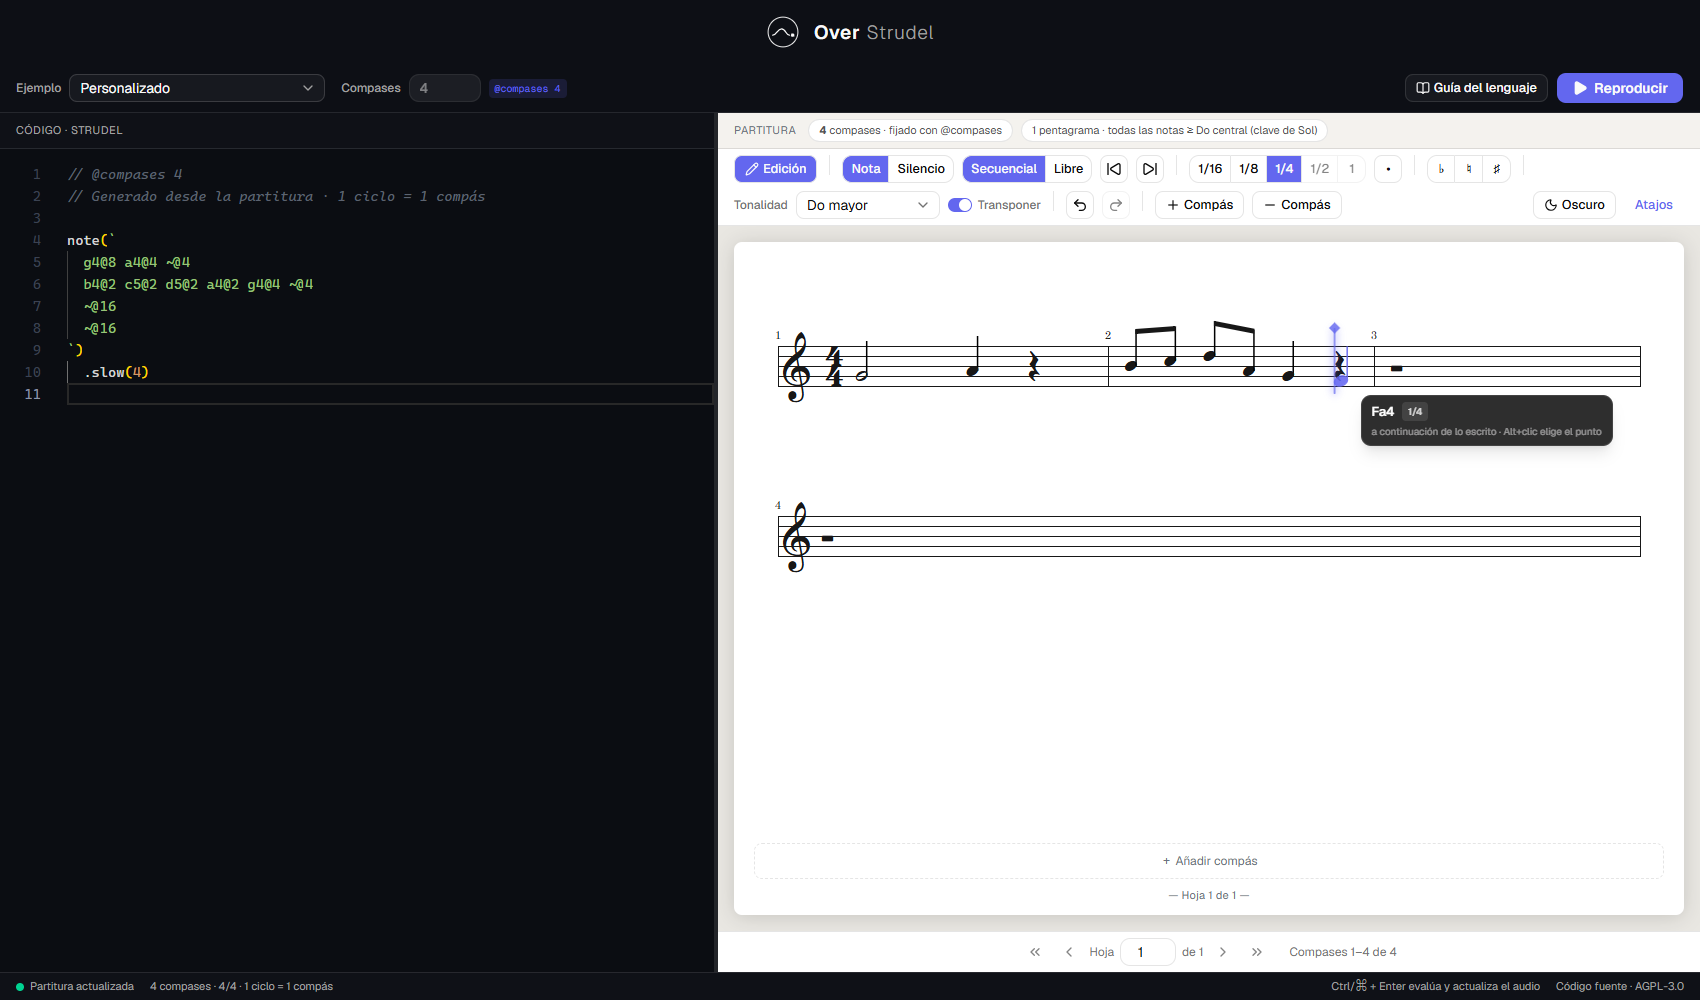 Over Strudel
Ejemplo Personalizado Compases 4 @compases 4 Guía del lenguaje Reproducir
CÓDIGO · STRUDEL
1 // @compases 4
2 // Generado desde la partitura · 1 ciclo = 1 compás
3
4 note(`
5 g4@8 a4@4 ~@4
6 b4@2 c5@2 d5@2 a4@2 g4@4 ~@4
7 ~@16
8 ~@16
9 `)
10 .slow(4)
11
PARTITURA 4 compases · fijado con @compases 1 pentagrama · todas las notas ≥ Do central (clave de Sol)
Edición Nota Silencio Secuencial Libre 1/16 1/8 1/4 1/2 1 · ♭ ♮ ♯
Tonalidad Do mayor Transponer + Compás − Compás Oscuro Atajos
1 2 3
4 4
Fa4 1/4
a continuación de lo escrito · Alt+clic elige el punto
4
+ Añadir compás
— Hoja 1 de 1 —
« ‹ Hoja 1 de 1 › » Compases 1–4 de 4
Partitura actualizada 4 compases · 4/4 · 1 ciclo = 1 compás Ctrl/⌘ + Enter evalúa y actualiza el audio Código fuente · AGPL-3.0